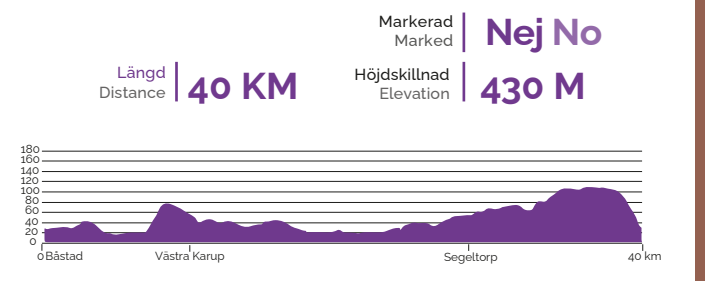 Markerad
Marked
Nej No
Längd
Distance
40 KM
Höjdskillnad
Elevation
430 M
180
160
140
120
100
80
60
40
20
0
0 Båstad
Västra Karup
Segeltorp
40 km